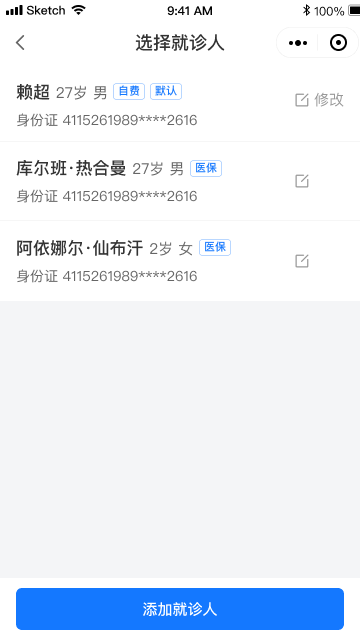 Sketch 9:41 AM 100%
选择就诊人
赖超 27岁 男 自费 默认
修改
身份证 4115261989****2616
库尔班·热合曼 27岁 男 医保
身份证 4115261989****2616
阿依娜尔·仙布汗 2岁 女 医保
身份证 4115261989****2616
添加就诊人